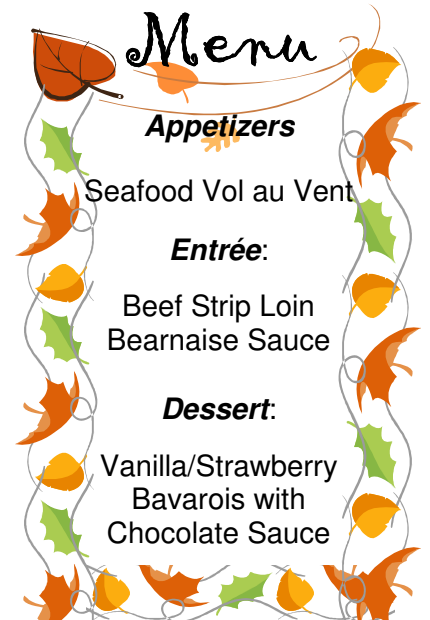 Menu
Appetizers
Seafood Vol au Vent
Entrée:
Beef Strip Loin
Bearnaise Sauce
Dessert:
Vanilla/Strawberry
Bavarois with
Chocolate Sauce